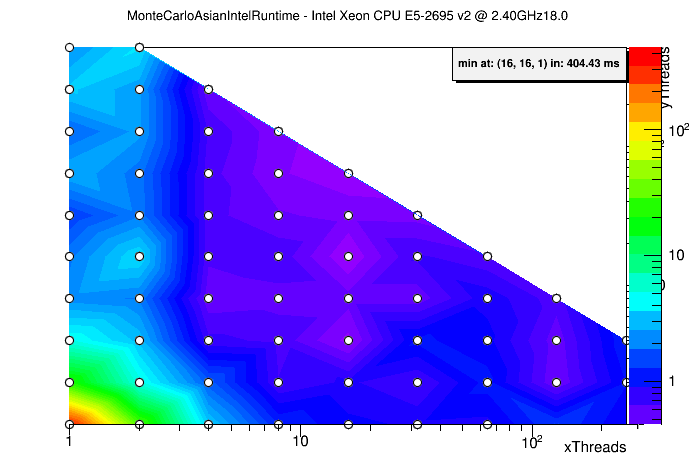 MonteCarloAsianIntelRuntime - Intel Xeon CPU E5-2695 v2 @ 2.40GHz18.0
min at: (16, 16, 1) in: 404.43 ms
yThreads
10²
10
1
1
10
10²
xThreads